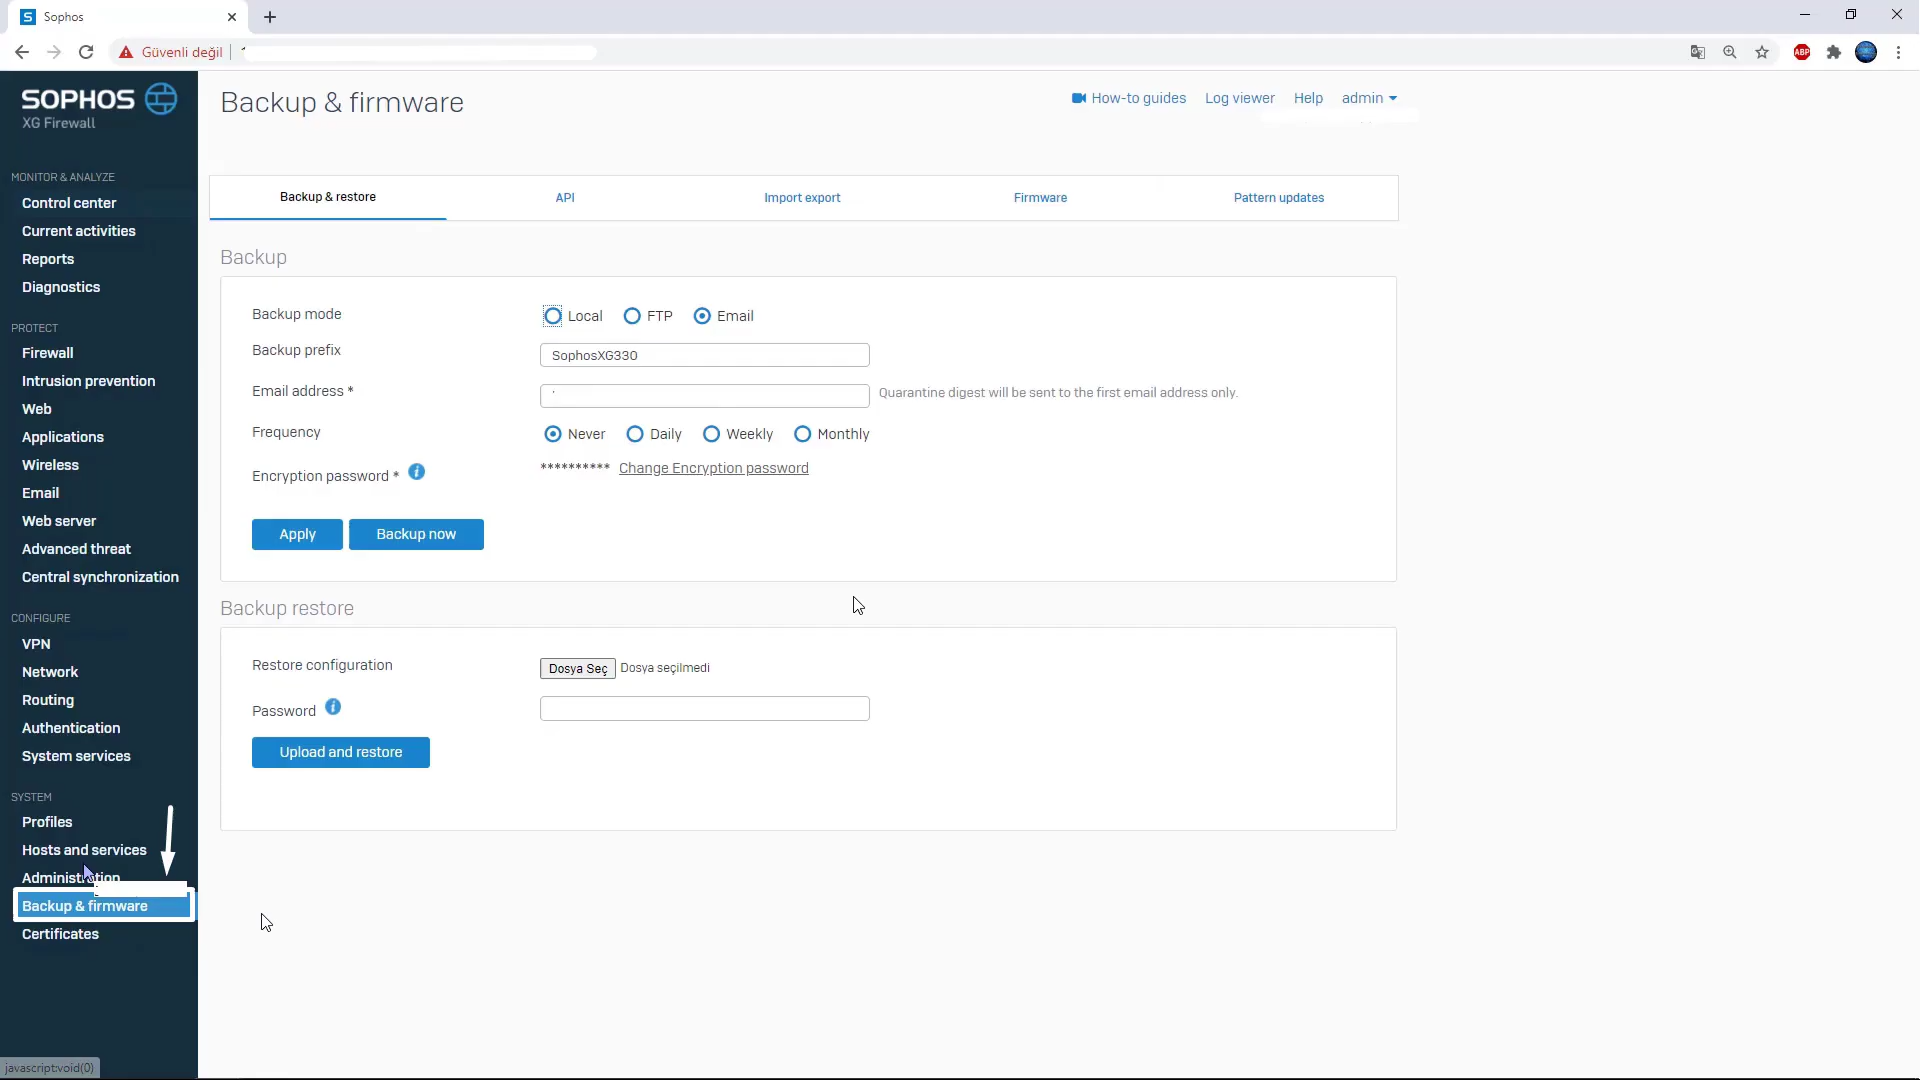 Sophos
Güvenli değil
ABP
SOPHOS
XG Firewall
Backup & firmware
How-to guides
Log viewer
Help
admin
MONITOR & ANALYZE
Control center
Current activities
Reports
Diagnostics
PROTECT
Firewall
Intrusion prevention
Web
Applications
Wireless
Email
Web server
Advanced threat
Central synchronization
CONFIGURE
VPN
Network
Routing
Authentication
System services
SYSTEM
Profiles
Hosts and services
Administration
Backup & firmware
Certificates
Backup & restore
API
Import export
Firmware
Pattern updates
Backup
Backup mode
Local
FTP
Email
Backup prefix
SophosXG330
Email address *
Quarantine digest will be sent to the first email address only.
Frequency
Never
Daily
Weekly
Monthly
Encryption password *
********** Change Encryption password
Apply
Backup now
Backup restore
Restore configuration
Dosya Seç
Dosya seçilmedi
Password
Upload and restore
javascript:void(0)